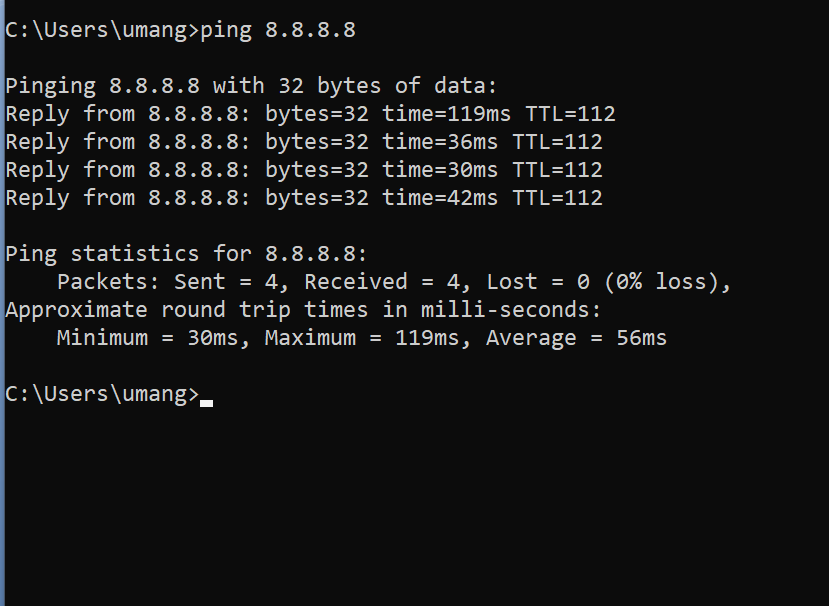 C:\Users\umang>ping 8.8.8.8
Pinging 8.8.8.8 with 32 bytes of data:
Reply from 8.8.8.8: bytes=32 time=119ms TTL=112
Reply from 8.8.8.8: bytes=32 time=36ms TTL=112
Reply from 8.8.8.8: bytes=32 time=30ms TTL=112
Reply from 8.8.8.8: bytes=32 time=42ms TTL=112
Ping statistics for 8.8.8.8:
    Packets: Sent = 4, Received = 4, Lost = 0 (0% loss),
Approximate round trip times in milli-seconds:
    Minimum = 30ms, Maximum = 119ms, Average = 56ms
C:\Users\umang>